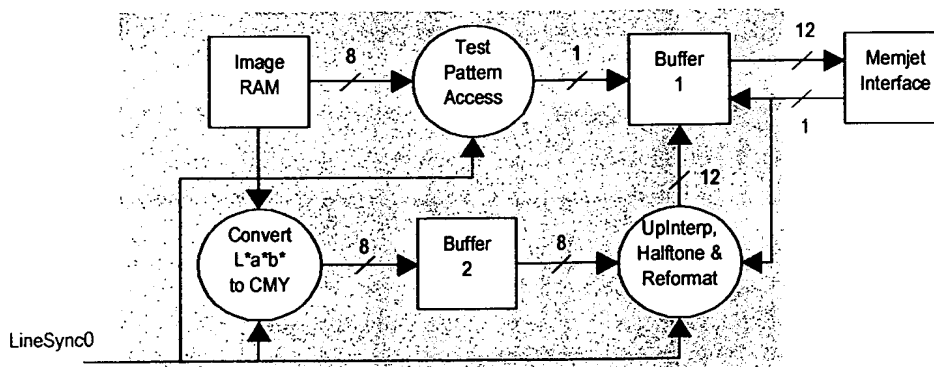 Image
RAM
8
Test
Pattern
Access
1
Buffer
1
12
Memjet
Interface
1
12
Convert
L*a*b*
to CMY
8
Buffer
2
8
UpInterp,
Halftone &
Reformat
LineSync0